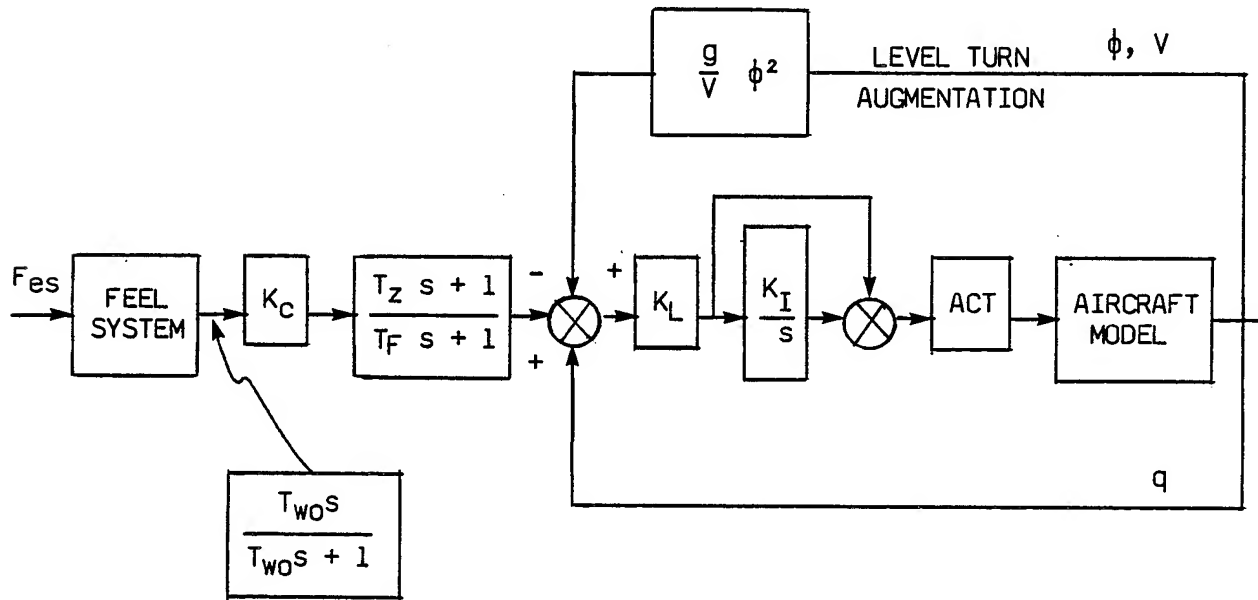 g
V ϕ²
LEVEL TURN
AUGMENTATION
ϕ, V
Fes
FEEL
SYSTEM
KC
TZ s + 1
TF s + 1
-
+
+
KL
KI
s
ACT
AIRCRAFT
MODEL
q
TWOs
TWOs + 1